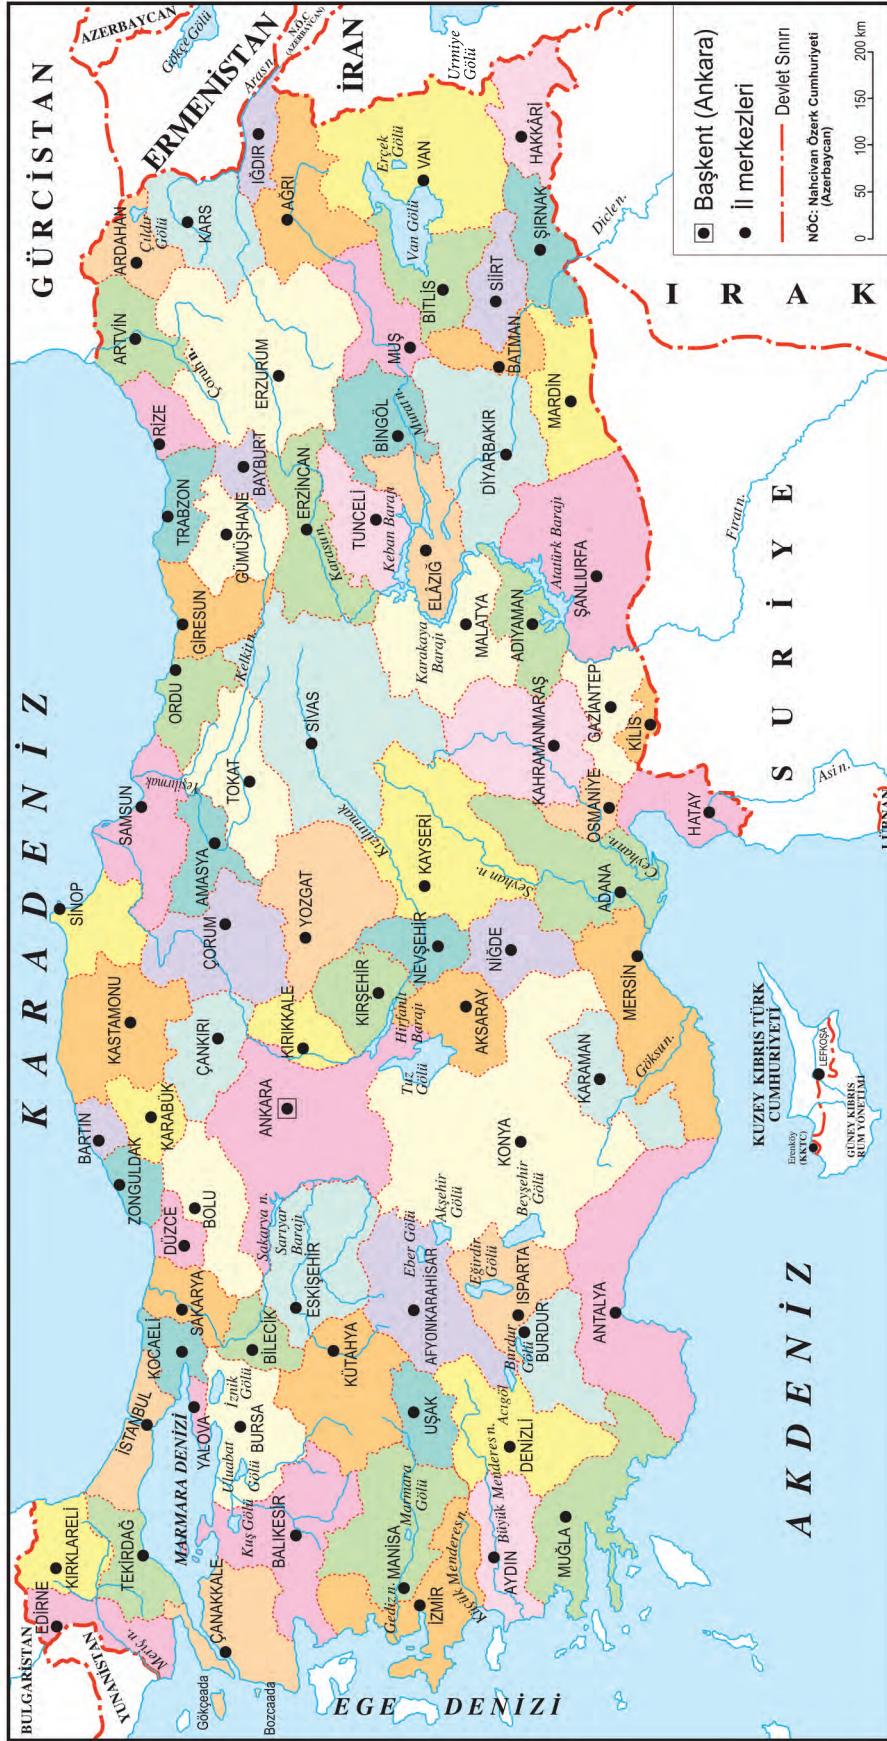 BULGARİSTAN
YUNANİSTAN
GÜRCİSTAN
ERMENİSTAN
AZERBAYCAN
Gökçe Gölü
N.Ö.C
(AZERBAYCAN)
İRAN
Urmiye
Gölü
I R A K
S U R İ Y E
LÜBNAN
K A R A D E N İ Z
MARMARA DENİZİ
EGE DENİZİ
A K D E N İ Z
EDİRNE
KIRKLARELİ
TEKİRDAĞ
İSTANBUL
Meriç n.
ÇANAKKALE
Gökçeada
Bozcaada
BALIKESİR
Kuş Gölü
Uluabat
Gölü
BURSA
İznik
Gölü
YALOVA
KOCAELİ
SAKARYA
DÜZCE
BOLU
ZONGULDAK
BARTIN
KARABÜK
KASTAMONU
SİNOP
ÇANKIRI
ÇORUM
SAMSUN
AMASYA
Yeşilırmak
TOKAT
ORDU
Kelkit n.
GİRESUN
GÜMÜŞHANE
TRABZON
BAYBURT
RİZE
ARTVİN
Çoruh n.
ARDAHAN
Çıldır
Gölü
KARS
Aras n.
IĞDIR
AĞRI
ERZURUM
ERZİNCAN
Karasu n.
TUNCELİ
Keban Barajı
BİNGÖL
Murat n.
MUŞ
BİTLİS
Van Gölü
Erçek
Gölü
VAN
HAKKÂRİ
ŞIRNAK
SİİRT
BATMAN
MARDİN
DİYARBAKIR
ELÂZIĞ
MALATYA
Karakaya
Barajı
ADIYAMAN
Atatürk Barajı
ŞANLIURFA
GAZİANTEP
KİLİS
KAHRAMANMARAŞ
OSMANİYE
HATAY
Ceyhan n.
ADANA
Seyhan n.
KAYSERİ
SİVAS
Kızılırmak
YOZGAT
KIRIKKALE
KIRŞEHİR
Hirfanlı
Barajı
NEVŞEHİR
NİĞDE
AKSARAY
Tuz
Gölü
MERSİN
Göksu n.
KARAMAN
KONYA
ANKARA
Sakarya n.
Sarıyar
Barajı
ESKİŞEHİR
BİLECİK
KÜTAHYA
AFYONKARAHİSAR
Eber Gölü
Akşehir
Gölü
Beyşehir
Gölü
Eğirdir
Gölü
ISPARTA
BURDUR
Burdur
Gölü
Acıgöl
ANTALYA
DENİZLİ
UŞAK
MANİSA
Marmara
Gölü
Gediz n.
İZMİR
Küçük Menderes n.
Büyük Menderes n.
AYDIN
MUĞLA
Dicle n.
Fırat n.
Asi n.
KUZEY KIBRIS TÜRK
CUMHURİYETİ
LEFKOŞA
Erenköy
(KKTC)
GÜNEY KIBRIS
RUM YÖNETİMİ
Başkent (Ankara)
İl merkezleri
Devlet Sınırı
NÖC: Nahcivan Özerk Cumhuriyeti
(Azerbaycan)
0 50 100 200 km